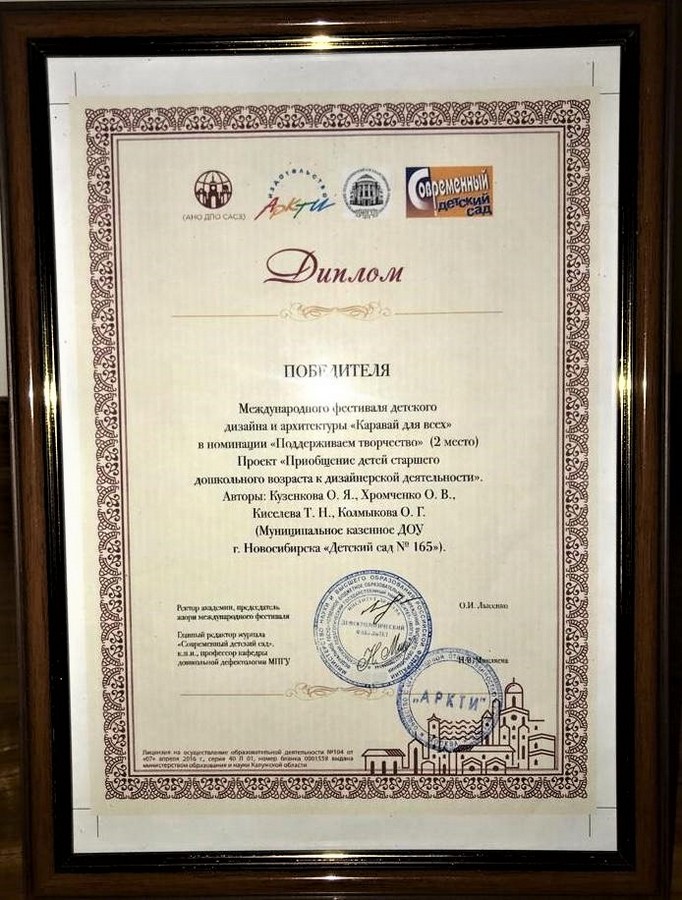 (АНО ДПО САСЗ)
ИЗДАТЕЛЬСТВО
АРКТИ
Современный
детский
сад
Диплом
ПОБЕДИТЕЛЯ
Международного фестиваля детского
дизайна и архитектуры «Каравай для всех»
в номинации «Поддерживаем творчество» (2 место)
Проект «Приобщение детей старшего
дошкольного возраста к дизайнерской деятельности».
Авторы: Кузенкова О. Я., Хромченко О. В.,
Киселева Т. Н., Колмыкова О. Г.
(Муниципальное казенное ДОУ
г. Новосибирска «Детский сад № 165»).
Ректор академии, председатель
жюри международного фестиваля
О.И.
Главный редактор журнала
«Современный детский сад»,
к.п.н., профессор кафедры
дошкольной дефектологии МПГУ
"АРКТИ"
Лицензия на осуществление образовательной деятельности №104 от
«07» апреля 2016 г., серия 40 Л 01, номер бланка 0001559 выдана
министерством образования и науки Калужской области